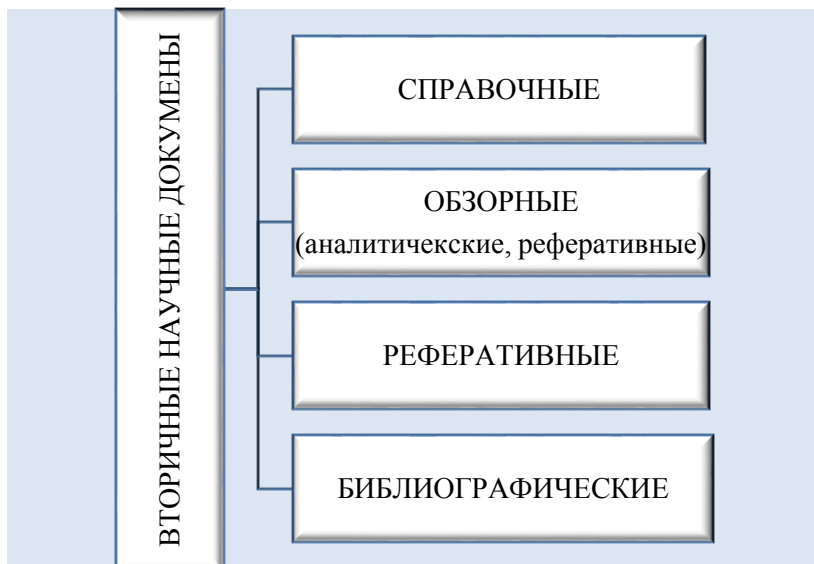 ВТОРИЧНЫЕ НАУЧНЫЕ ДОКУМЕНЫ
СПРАВОЧНЫЕ
ОБЗОРНЫЕ
(аналитичекские, реферативные)
РЕФЕРАТИВНЫЕ
БИБЛИОГРАФИЧЕСКИЕ